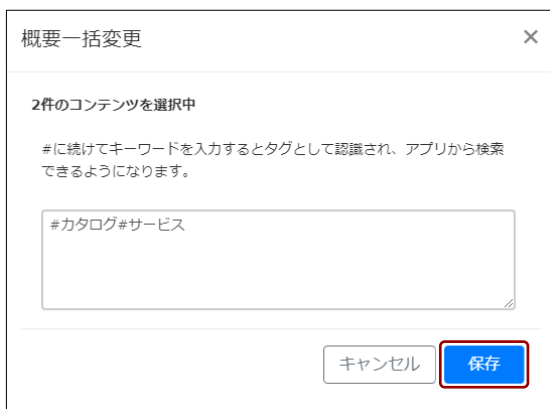 概要一括変更
×
2件のコンテンツを選択中
#に続けてキーワードを入力するとタグとして認識され、アプリから検索
できるようになります。
#カタログ#サービス
キャンセル 保存